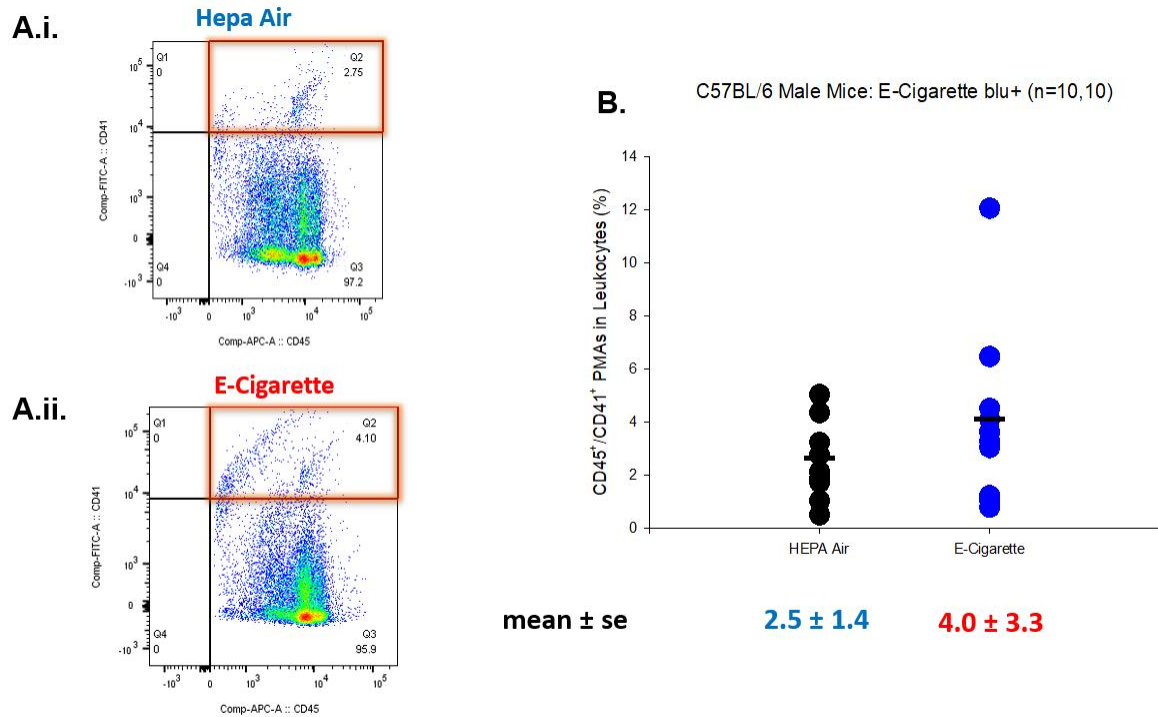 A.i.
Hepa Air
Q1
0
Q2
2.75
10^5
10^4
10^3
0
-10^3
Comp-FITC-A :: CD41
Q4
0
Q3
97.2
-10^3 0 10^3 10^4 10^5
Comp-APC-A :: CD45
A.ii.
E-Cigarette
Q1
0
Q2
4.10
10^5
10^4
10^3
0
-10^3
Comp-FITC-A :: CD41
Q4
0
Q3
95.9
-10^3 0 10^3 10^4 10^5
Comp-APC-A :: CD45
B.
C57BL/6 Male Mice: E-Cigarette blu+ (n=10,10)
14
12
10
8
6
4
2
0
CD45+/CD41+ PMAs in Leukocytes (%)
HEPA Air E-Cigarette
mean ± se 2.5 ± 1.4 4.0 ± 3.3